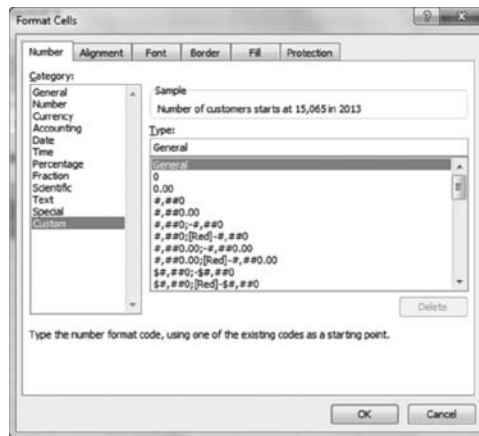 Format Cells
Number Alignment Font Border Fill Protection
Category:
General
Number
Currency
Accounting
Date
Time
Percentage
Fraction
Scientific
Text
Special
Custom
Sample
Number of customers starts at 15,065 in 2013
Type:
General
General
0
0.00
#,##0
#,##0.00
#,##0;-#,##0
#,##0;[Red]-#,##0
#,##0.00;-#,##0.00
#,##0.00;[Red]-#,##0.00
$#,##0;-$#,##0
$#,##0;[Red]-$#,##0
Delete
Type the number format code, using one of the existing codes as a starting point.
OK Cancel